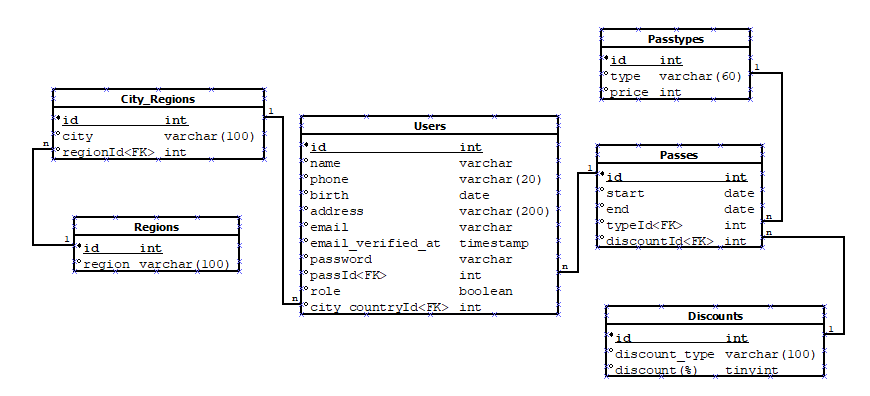 Passtypes
id int
type varchar(60)
price int
1
City_Regions
id int
city varchar(100)
regionId<FK> int
1
n
Users
id int
name varchar
phone varchar(20)
birth date
address varchar(200)
email varchar
email_verified_at timestamp
password varchar
passId<FK> int
role boolean
city_countryId<FK> int
n
n
Passes
id int
start date
end date
typeId<FK> int
discountId<FK> int
1
n
n
Regions
id int
region varchar(100)
1
Discounts
id int
discount_type varchar(100)
discount(%) tinyint
1